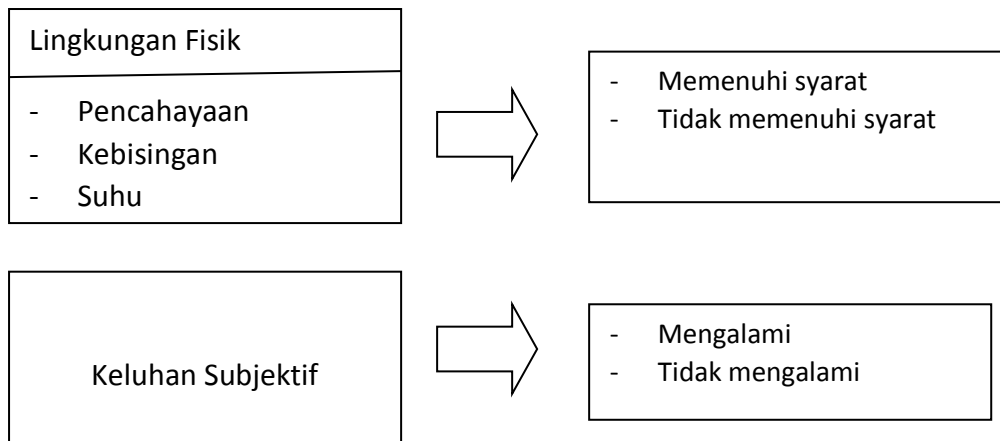 Lingkungan Fisik
- Pencahayaan
- Kebisingan
- Suhu
- Memenuhi syarat
- Tidak memenuhi syarat
Keluhan Subjektif
- Mengalami
- Tidak mengalami